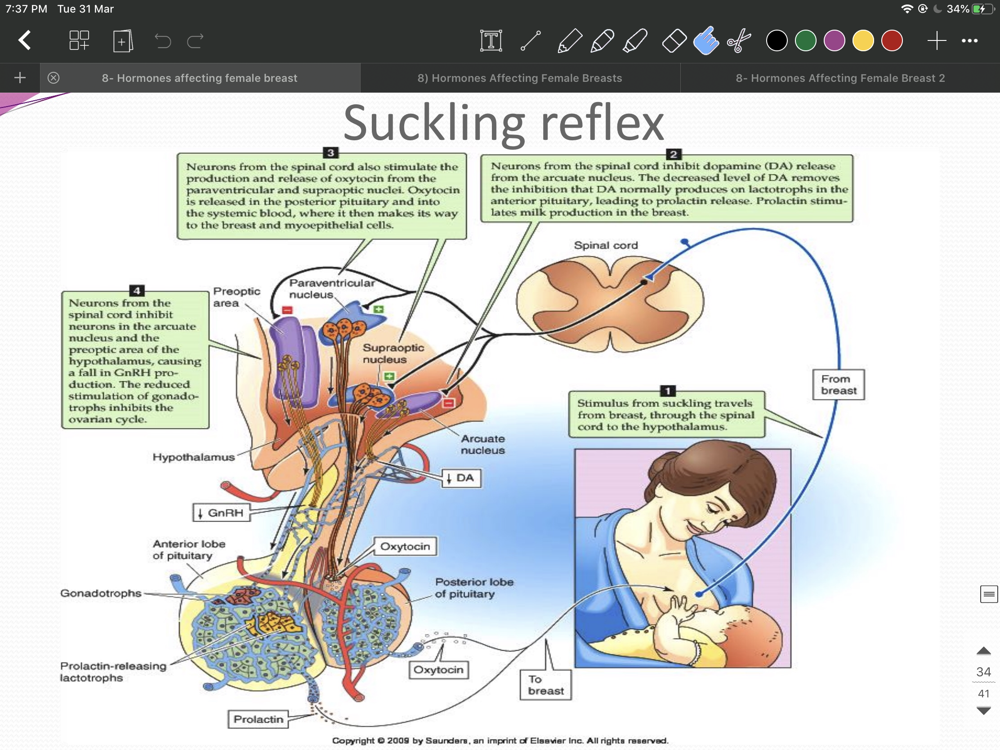 7:37 PM Tue 31 Mar
34%
T
8- Hormones affecting female breast
8) Hormones Affecting Female Breasts
8- Hormones Affecting Female Breast 2
Suckling reflex
3
Neurons from the spinal cord also stimulate the
production and release of oxytocin from the
paraventricular and supraoptic nuclei. Oxytocin
is released in the posterior pituitary and into
the systemic blood, where it then makes its way
to the breast and myoepithelial cells.
2
Neurons from the spinal cord inhibit dopamine (DA) release
from the arcuate nucleus. The decreased level of DA removes
the inhibition that DA normally produces on lactotrophs in the
anterior pituitary, leading to prolactin release. Prolactin stimu-
lates milk production in the breast.
Spinal cord
4
Neurons from the
spinal cord inhibit
neurons in the arcuate
nucleus and the
preoptic area of the
hypothalamus, causing
a fall in GnRH pro-
duction. The reduced
stimulation of gonado-
trophs inhibits the
ovarian cycle.
Preoptic
area
Paraventricular
nucleus
Supraoptic
nucleus
From
breast
1
Stimulus from suckling travels
from breast, through the spinal
cord to the hypothalamus.
Arcuate
nucleus
Hypothalamus
↓ DA
↓ GnRH
Anterior lobe
of pituitary
Oxytocin
Posterior lobe
of pituitary
Gonadotrophs
Prolactin-releasing
lactotrophs
Oxytocin
To
breast
Prolactin
34
41
Copyright © 2009 by Saunders, an imprint of Elsevier Inc. All rights reserved.